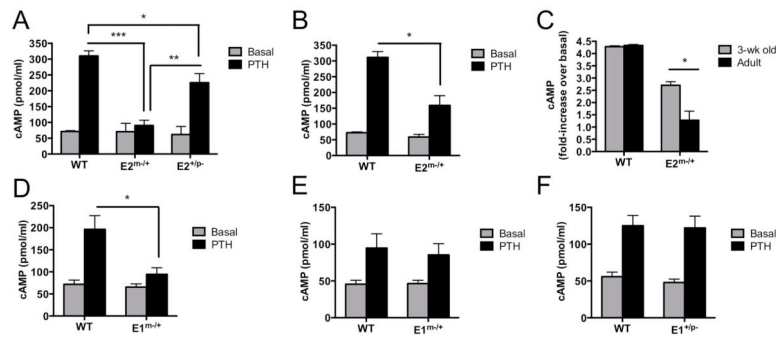 A
*
***
**
cAMP (pmol/ml)
350
300
250
200
150
100
50
0
Basal
PTH
WT
E2m-/+
E2+/p-
B
*
cAMP (pmol/ml)
350
300
250
200
150
100
50
0
Basal
PTH
WT
E2m-/+
C
cAMP
(fold-increase over basal)
4.5
4.0
3.5
3.0
2.5
2.0
1.5
1.0
0.5
0.0
3-wk old
Adult
*
WT
E2m-/+
D
*
cAMP (pmol/ml)
250
200
150
100
50
0
Basal
PTH
WT
E1m-/+
E
cAMP (pmol/ml)
150
100
50
0
Basal
PTH
WT
E1m-/+
F
cAMP (pmol/ml)
150
100
50
0
Basal
PTH
WT
E1+/p-